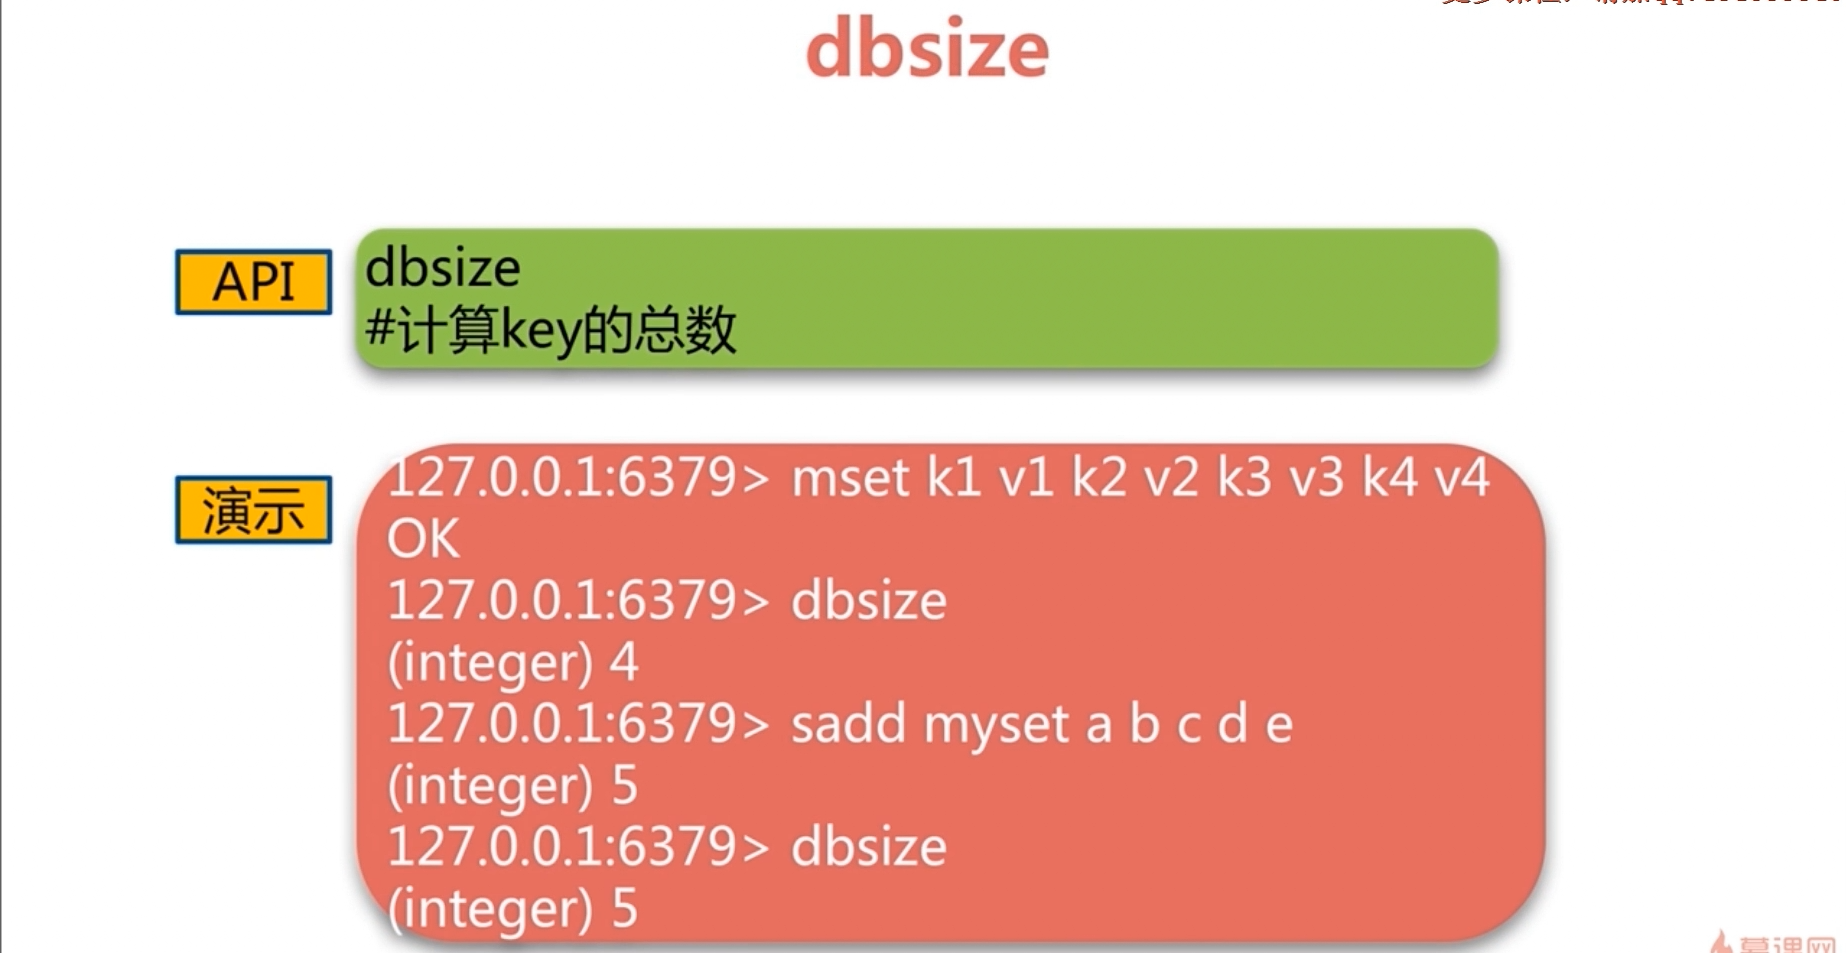 dbsize
API
dbsize
#计算key的总数
演示
127.0.0.1:6379> mset k1 v1 k2 v2 k3 v3 k4 v4
OK
127.0.0.1:6379> dbsize
(integer) 4
127.0.0.1:6379> sadd myset a b c d e
(integer) 5
127.0.0.1:6379> dbsize
(integer) 5
慕课网